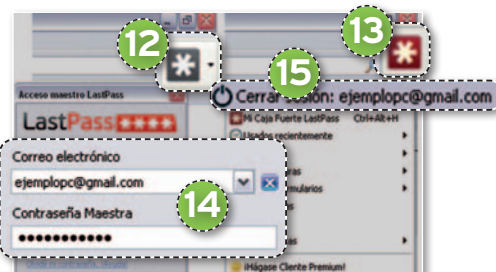 12
13
15
Acceso maestro LastPass
Cerrar sesión: ejemplopc@gmail.com
LastPass ****
Mi Caja Fuerte LastPass Ctrl+Alt+H
Usados recientemente
Correo electrónico
ejemplopc@gmail.com
14
Contraseña Maestra
¡Hágase Cliente Premium!